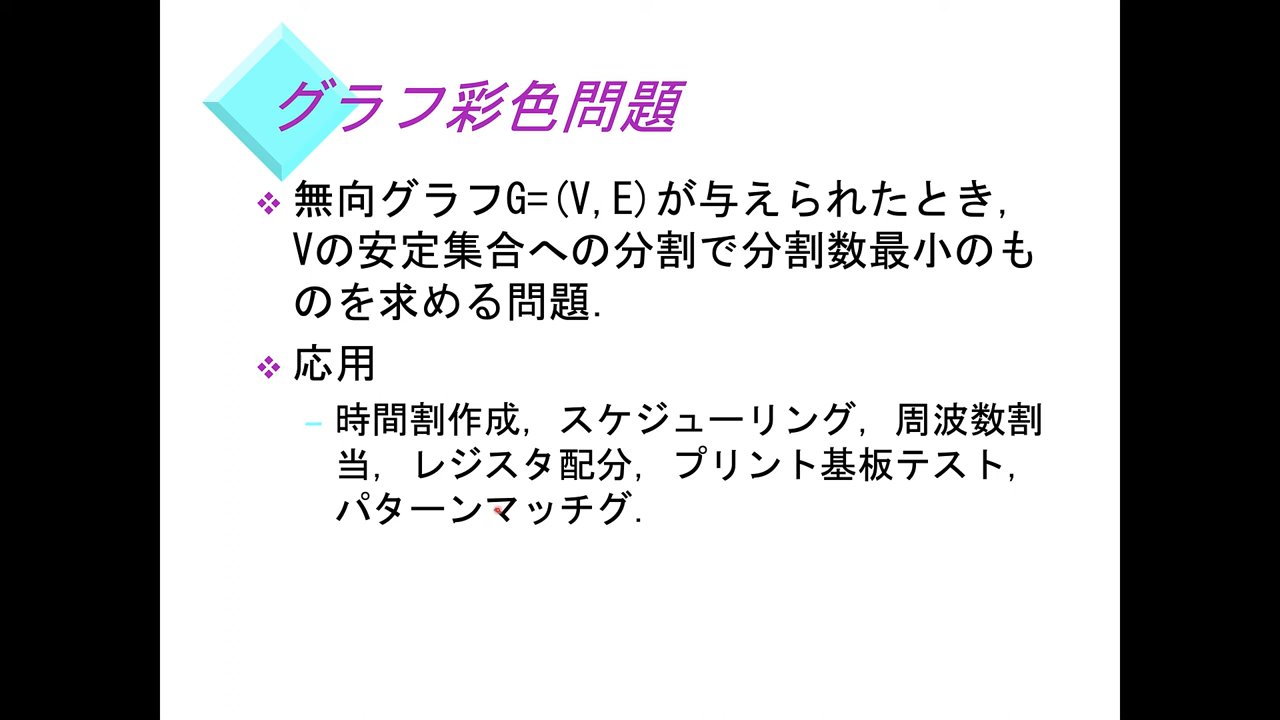 グラフ彩色問題
無向グラフG=(V,E)が与えられたとき,
Vの安定集合への分割で分割数最小のも
のを求める問題.
応用
時間割作成, スケジューリング, 周波数割
当, レジスタ配分, プリント基板テスト,
パターンマッチグ.